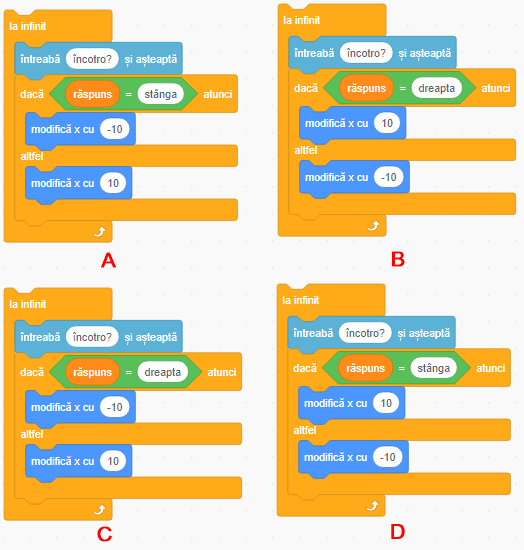 la infinit
întreabă încotro? și așteaptă
dacă răspuns = stânga atunci
modifică x cu -10
altfel
modifică x cu 10
A
la infinit
întreabă încotro? și așteaptă
dacă răspuns = dreapta atunci
modifică x cu 10
altfel
modifică x cu -10
B
la infinit
întreabă încotro? și așteaptă
dacă răspuns = dreapta atunci
modifică x cu -10
altfel
modifică x cu 10
C
la infinit
întreabă încotro? și așteaptă
dacă răspuns = stânga atunci
modifică x cu 10
altfel
modifică x cu -10
D